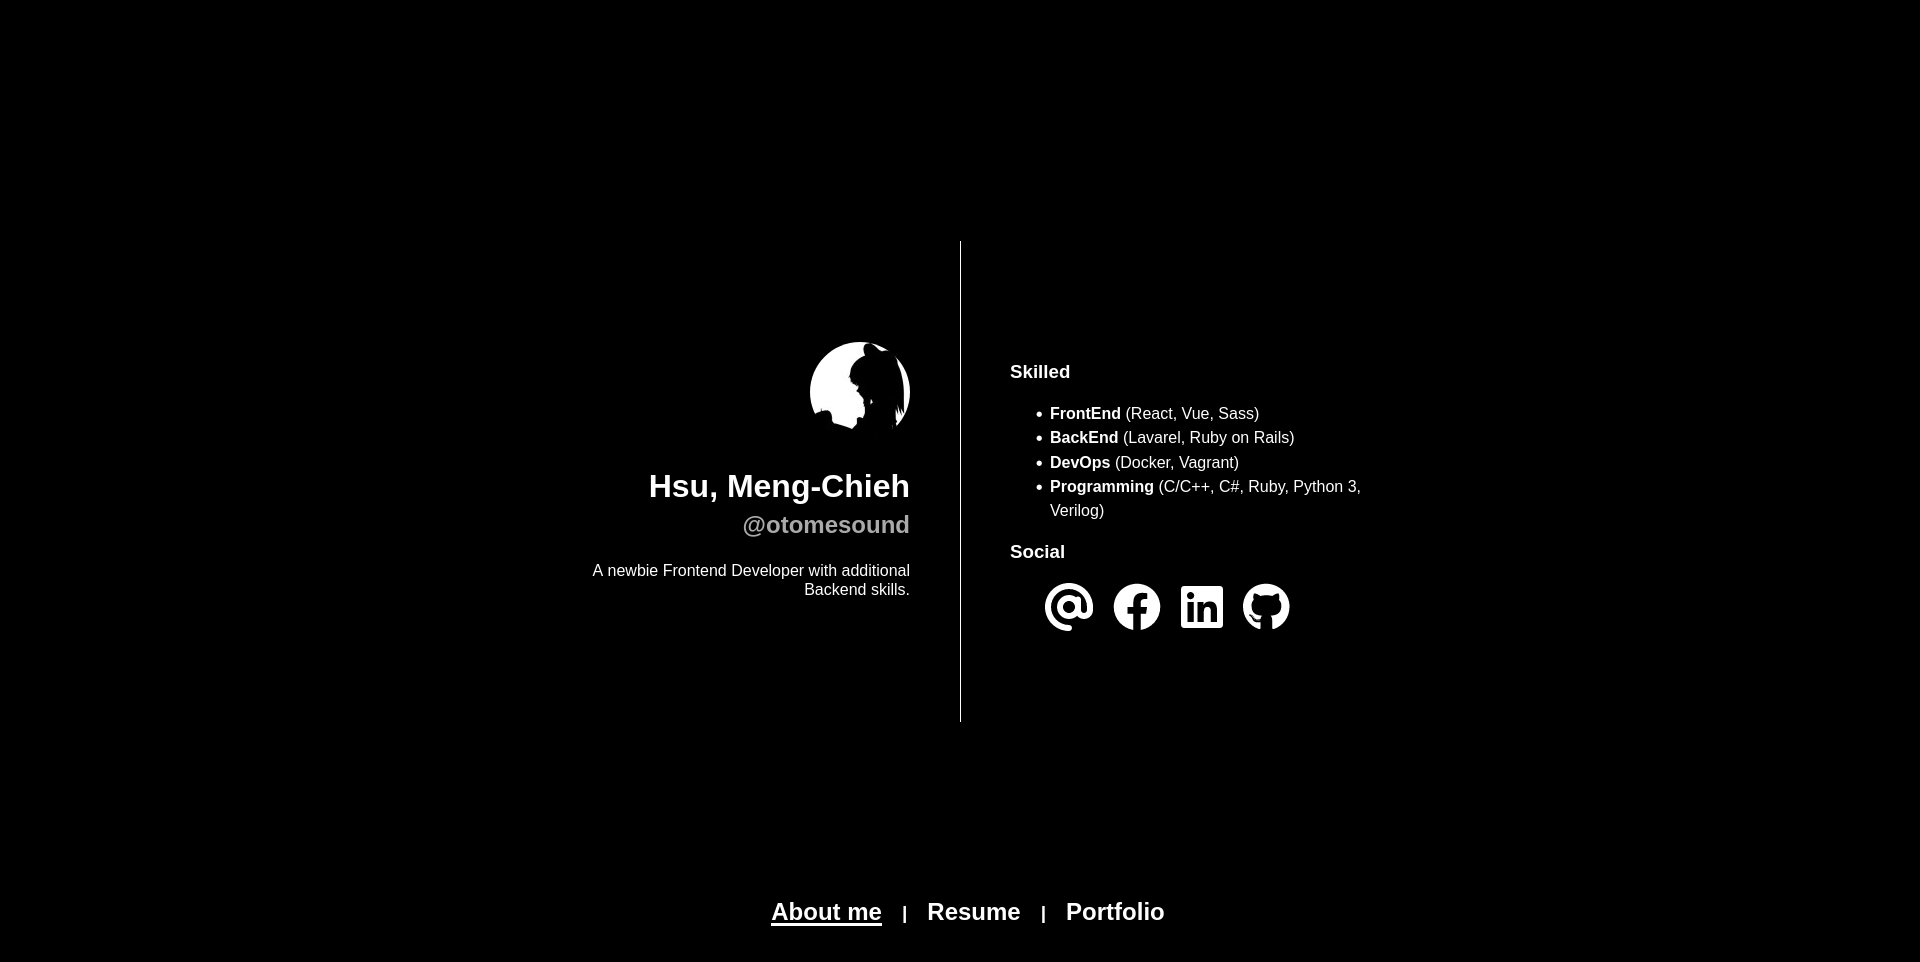 Hsu, Meng-Chieh
@otomesound
A newbie Frontend Developer with additional
Backend skills.
Skilled
• FrontEnd (React, Vue, Sass)
• BackEnd (Lavarel, Ruby on Rails)
• DevOps (Docker, Vagrant)
• Programming (C/C++, C#, Ruby, Python 3,
Verilog)
Social
About me | Resume | Portfolio